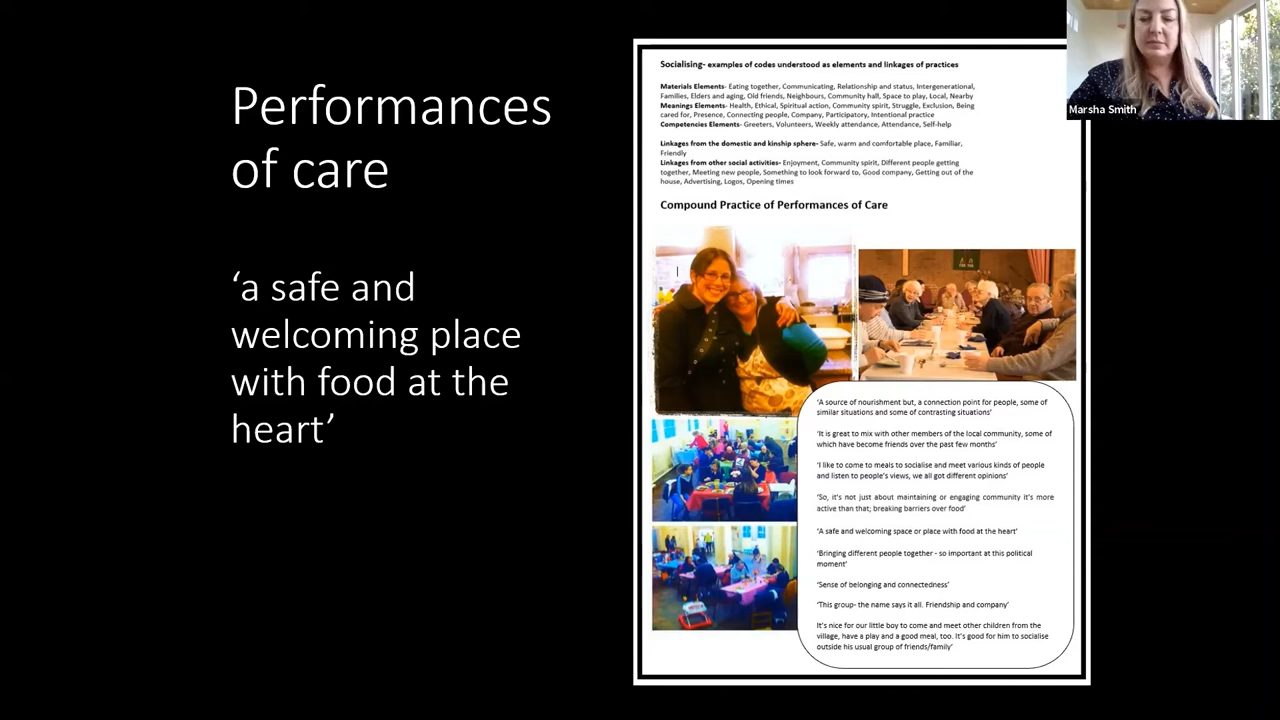 Performances
of care
‘a safe and
welcoming place
with food at the
heart’
Socialising- examples of codes understood as elements and linkages of practices
Materials Elements- Eating together, Communicating, Relationship and status, Intergenerational,
Families, Elders and aging, Old friends, Neighbours, Community hall, Space to play, Local, Nearby
Meanings Elements- Health, Ethical, Spiritual action, Community spirit, Struggle, Exclusion, Being
cared for, Presence, Connecting people, Company, Participatory, Intentional practice
Competencies Elements- Greeters, Volunteers, Weekly attendance, Attendance, Self-help
Linkages from the domestic and kinship sphere- Safe, warm and comfortable place, Familiar,
Friendly
Linkages from other social activities- Enjoyment, Community spirit, Different people getting
together, Meeting new people, Something to look forward to, Good company, Getting out of the
house, Advertising, Logos, Opening times
Compound Practice of Performances of Care
‘A source of nourishment but, a connection point for people, some of
similar situations and some of contrasting situations’
‘It is great to mix with other members of the local community, some of
which have become friends over the past few months’
‘I like to come to meals to socialise and meet various kinds of people
and listen to people's views, we all got different opinions’
‘So, it's not just about maintaining or engaging community it's more
active than that; breaking barriers over food’
‘A safe and welcoming space or place with food at the heart’
‘Bringing different people together - so important at this political
moment’
‘Sense of belonging and connectedness’
‘This group- the name says it all. Friendship and company’
It's nice for our little boy to come and meet other children from the
village, have a play and a good meal, too. It's good for him to socialise
outside his usual group of friends/family’
Marsha Smith